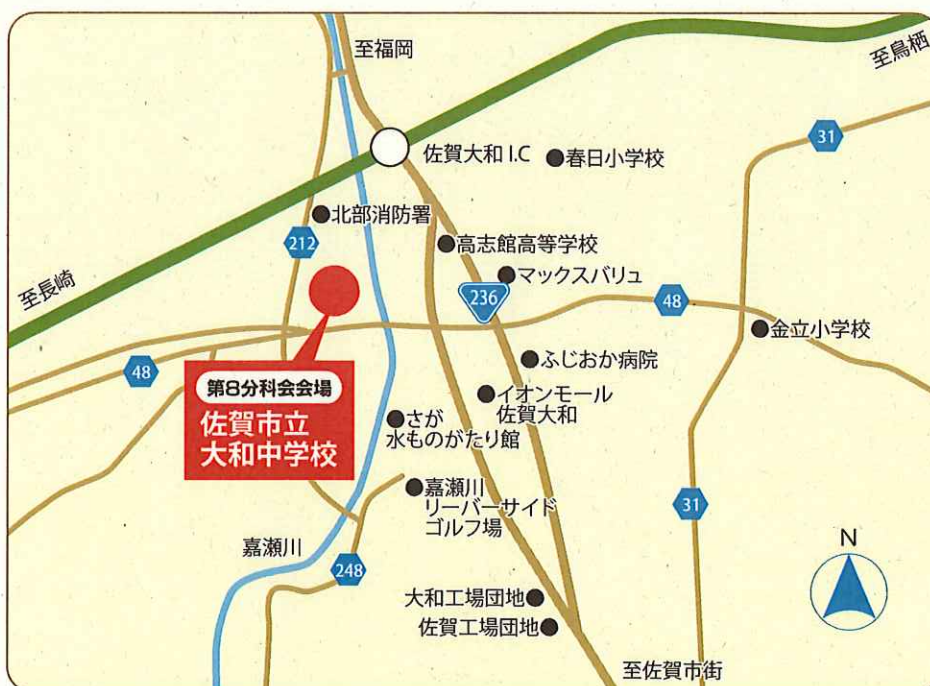 至福岡
至鳥栖
31
佐賀大和 I.C
春日小学校
北部消防署
212
高志館高等学校
マックスバリュ
至長崎
236
48
金立小学校
48
ふじおか病院
第8分科会会場
佐賀市立
大和中学校
イオンモール
佐賀大和
さが
水ものがたり館
嘉瀬川
リーバーサイド
ゴルフ場
31
嘉瀬川
248
N
大和工場団地
佐賀工場団地
至佐賀市街